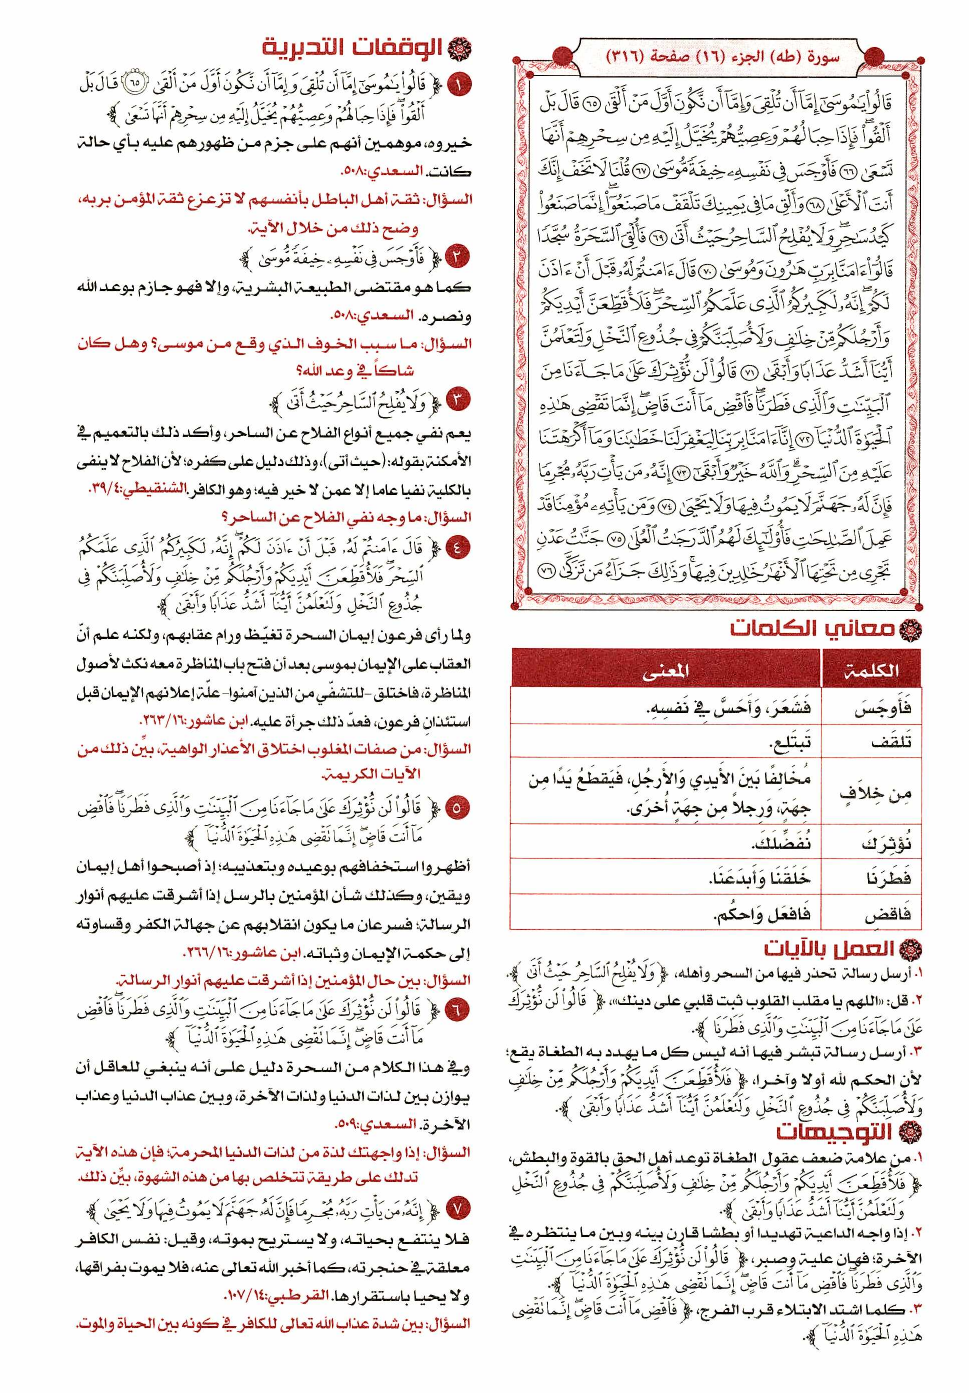 سورة (طه) الجزء (١٦) صفحة (٣١٦)
قَالُوا۟ يَـٰمُوسَىٰٓ إِمَّآ أَن تُلْقِىَ وَإِمَّآ أَن نَّكُونَ أَوَّلَ مَنْ أَلْقَىٰ ٦٥ قَالَ بَلْ
أَلْقُوا۟ ۖ فَإِذَا حِبَالُهُمْ وَعِصِيُّهُمْ يُخَيَّلُ إِلَيْهِ مِن سِحْرِهِمْ أَنَّهَا
تَسْعَىٰ ٦٦ فَأَوْجَسَ فِى نَفْسِهِۦ خِيفَةً مُّوسَىٰ ٦٧ قُلْنَا لَا تَخَفْ إِنَّكَ
أَنتَ ٱلْأَعْلَىٰ ٦٨ وَأَلْقِ مَا فِى يَمِينِكَ تَلْقَفْ مَا صَنَعُوٓا۟ ۖ إِنَّمَا صَنَعُوا۟
كَيْدُ سَـٰحِرٍ ۖ وَلَا يُفْلِحُ ٱلسَّاحِرُ حَيْثُ أَتَىٰ ٦٩ فَأُلْقِىَ ٱلسَّحَرَةُ سُجَّدًا
قَالُوٓا۟ ءَامَنَّا بِرَبِّ هَـٰرُونَ وَمُوسَىٰ ٧٠ قَالَ ءَامَنتُمْ لَهُۥ قَبْلَ أَنْ ءَاذَنَ
لَكُمْ ۖ إِنَّهُۥ لَكَبِيرُكُمُ ٱلَّذِى عَلَّمَكُمُ ٱلسِّحْرَ ۖ فَلَأُقَطِّعَنَّ أَيْدِيَكُمْ
وَأَرْجُلَكُم مِّنْ خِلَـٰفٍ وَلَأُصَلِّبَنَّكُمْ فِى جُذُوعِ ٱلنَّخْلِ وَلَتَعْلَمُنَّ
أَيُّنَآ أَشَدُّ عَذَابًا وَأَبْقَىٰ ٧١ قَالُوا۟ لَن نُّؤْثِرَكَ عَلَىٰ مَا جَآءَنَا مِنَ
ٱلْبَيِّنَـٰتِ وَٱلَّذِى فَطَرَنَا ۖ فَٱقْضِ مَآ أَنتَ قَاضٍ ۖ إِنَّمَا تَقْضِى هَـٰذِهِ
ٱلْحَيَوٰةَ ٱلدُّنْيَآ ٧٢ إِنَّآ ءَامَنَّا بِرَبِّنَا لِيَغْفِرَ لَنَا خَطَـٰيَـٰنَا وَمَآ أَكْرَهْتَنَا
عَلَيْهِ مِنَ ٱلسِّحْرِ ۗ وَٱللَّهُ خَيْرٌ وَأَبْقَىٰٓ ٧٣ إِنَّهُۥ مَن يَأْتِ رَبَّهُۥ مُجْرِمًا
فَإِنَّ لَهُۥ جَهَنَّمَ لَا يَمُوتُ فِيهَا وَلَا يَحْيَىٰ ٧٤ وَمَن يَأْتِهِۦ مُؤْمِنًا قَدْ
عَمِلَ ٱلصَّـٰلِحَـٰتِ فَأُو۟لَـٰٓئِكَ لَهُمُ ٱلدَّرَجَـٰتُ ٱلْعُلَىٰ ٧٥ جَنَّـٰتُ عَدْنٍ
تَجْرِى مِن تَحْتِهَا ٱلْأَنْهَـٰرُ خَـٰلِدِينَ فِيهَا ۚ وَذَٰلِكَ جَزَآءُ مَن تَزَكَّىٰ ٧٦
معاني الكلمات
الكلمة المعنى
فَأَوجَسَ فَشَعَرَ، وَأَحَسَّ فِي نَفسِهِ.
تَلقَف تَبتَلِع.
مِن خِلَافٍ مُخَالِفًا بَينَ الأَيدِي وَالأَرجُلِ، فَيَقطَعُ يَدًا مِن
جِهَةٍ، وَرِجلاً مِن جِهَةٍ أُخرَى.
نُؤثِرَكَ نُفَضِّلَكَ.
فَطَرَنَا خَلَقَنَا وَأَبدَعَنَا.
فَاقضِ فَافعَل وَاحكُم.
العمل بالآيات
١. أرسل رسالة تحذر فيها من السحر وأهله، ﴿ وَلَا يُفْلِحُ ٱلسَّاحِرُ حَيْثُ أَتَىٰ ﴾.
٢. قل: «اللهم يا مقلب القلوب ثبت قلبي على دينك»، ﴿ قَالُوا۟ لَن نُّؤْثِرَكَ
عَلَىٰ مَا جَآءَنَا مِنَ ٱلْبَيِّنَـٰتِ وَٱلَّذِى فَطَرَنَا ﴾.
٣. أرسل رسالة تبشر فيها أنه ليس كل ما يهدد به الطغاة يقع؛
لأن الحكم لله أولا وآخرا، ﴿ فَلَأُقَطِّعَنَّ أَيْدِيَكُمْ وَأَرْجُلَكُم مِّنْ خِلَـٰفٍ
وَلَأُصَلِّبَنَّكُمْ فِى جُذُوعِ ٱلنَّخْلِ وَلَتَعْلَمُنَّ أَيُّنَآ أَشَدُّ عَذَابًا وَأَبْقَىٰ ﴾.
التوجيهات
١. من علامة ضعف عقول الطغاة توعد أهل الحق بالقوة والبطش،
﴿ فَلَأُقَطِّعَنَّ أَيْدِيَكُمْ وَأَرْجُلَكُم مِّنْ خِلَـٰفٍ وَلَأُصَلِّبَنَّكُمْ فِى جُذُوعِ ٱلنَّخْلِ
وَلَتَعْلَمُنَّ أَيُّنَآ أَشَدُّ عَذَابًا وَأَبْقَىٰ ﴾.
٢. إذا واجه الداعية تهديدا أو بطشا قارن بينه وبين ما ينتظره في
الآخرة؛ فهان علية وصبر، ﴿ قَالُوا۟ لَن نُّؤْثِرَكَ عَلَىٰ مَا جَآءَنَا مِنَ ٱلْبَيِّنَـٰتِ
وَٱلَّذِى فَطَرَنَا ۖ فَٱقْضِ مَآ أَنتَ قَاضٍ ۖ إِنَّمَا تَقْضِى هَـٰذِهِ ٱلْحَيَوٰةَ ٱلدُّنْيَآ ﴾.
٣. كلما اشتد الابتلاء قرب الفرج، ﴿ فَٱقْضِ مَآ أَنتَ قَاضٍ ۖ إِنَّمَا تَقْضِى
هَـٰذِهِ ٱلْحَيَوٰةَ ٱلدُّنْيَآ ﴾.
الوقفات التدبرية
١ ﴿ قَالُوا۟ يَـٰمُوسَىٰٓ إِمَّآ أَن تُلْقِىَ وَإِمَّآ أَن نَّكُونَ أَوَّلَ مَنْ أَلْقَىٰ ٦٥ قَالَ بَلْ
أَلْقُوا۟ ۖ فَإِذَا حِبَالُهُمْ وَعِصِيُّهُمْ يُخَيَّلُ إِلَيْهِ مِن سِحْرِهِمْ أَنَّهَا تَسْعَىٰ ﴾
خيروه، موهمين أنهم على جزم من ظهورهم عليه بأي حالة
كانت. السعدي:٥٠٨.
السؤال: ثقة أهل الباطل بأنفسهم لا تزعزع ثقة المؤمن بربه،
وضح ذلك من خلال الآية.
٢ ﴿ فَأَوْجَسَ فِى نَفْسِهِۦ خِيفَةً مُّوسَىٰ ﴾
كما هو مقتضى الطبيعة البشرية، وإلا فهو جازم بوعد الله
ونصره. السعدي:٥٠٨.
السؤال: ما سبب الخوف الذي وقع من موسى؟ وهل كان
شاكاً في وعد الله؟
٣ ﴿ وَلَا يُفْلِحُ ٱلسَّاحِرُ حَيْثُ أَتَىٰ ﴾
يعم نفي جميع أنواع الفلاح عن الساحر، وأكد ذلك بالتعميم في
الأمكنة بقوله: (حيث أتى)، وذلك دليل على كفره؛ لأن الفلاح لا ينفى
بالكلية نفيا عاما إلا عمن لا خير فيه؛ وهو الكافر. الشنقيطي:٣٩/٤.
السؤال: ما وجه نفي الفلاح عن الساحر؟
٤ ﴿ قَالَ ءَامَنتُمْ لَهُۥ قَبْلَ أَنْ ءَاذَنَ لَكُمْ ۖ إِنَّهُۥ لَكَبِيرُكُمُ ٱلَّذِى عَلَّمَكُمُ
ٱلسِّحْرَ ۖ فَلَأُقَطِّعَنَّ أَيْدِيَكُمْ وَأَرْجُلَكُم مِّنْ خِلَـٰفٍ وَلَأُصَلِّبَنَّكُمْ فِى
جُذُوعِ ٱلنَّخْلِ وَلَتَعْلَمُنَّ أَيُّنَآ أَشَدُّ عَذَابًا وَأَبْقَىٰ ﴾
ولما رأى فرعون إيمان السحرة تغيّظ ورام عقابهم، ولكنه علم أنّ
العقاب على الإيمان بموسى بعد أن فتح باب المناظرة معه نكث لأصول
المناظرة، فاختلق -للتشفّي من الذين آمنوا- علّة إعلانهم الإيمان قبل
استئذانِ فرعون، فعدّ ذلك جرأة عليه. ابن عاشور:٢٦٣/١٦.
السؤال: من صفات المغلوب اختلاق الأعذار الواهية، بيّن ذلك من
الآيات الكريمة.
٥ ﴿ قَالُوا۟ لَن نُّؤْثِرَكَ عَلَىٰ مَا جَآءَنَا مِنَ ٱلْبَيِّنَـٰتِ وَٱلَّذِى فَطَرَنَا ۖ فَٱقْضِ
مَآ أَنتَ قَاضٍ ۖ إِنَّمَا تَقْضِى هَـٰذِهِ ٱلْحَيَوٰةَ ٱلدُّنْيَآ ﴾
أظهروا استخفافهم بوعيده وبتعذيبه؛ إذ أصبحوا أهل إيمان
ويقين، وكذلك شأن المؤمنين بالرسل إذا أشرقت عليهم أنوار
الرسالة؛ فسرعان ما يكون انقلابهم عن جهالة الكفر وقساوته
إلى حكمة الإيمان وثباته. ابن عاشور:٢٦٦/١٦.
السؤال: بين حال المؤمنين إذا أشرقت عليهم أنوار الرسالة.
٦ ﴿ قَالُوا۟ لَن نُّؤْثِرَكَ عَلَىٰ مَا جَآءَنَا مِنَ ٱلْبَيِّنَـٰتِ وَٱلَّذِى فَطَرَنَا ۖ فَٱقْضِ
مَآ أَنتَ قَاضٍ ۖ إِنَّمَا تَقْضِى هَـٰذِهِ ٱلْحَيَوٰةَ ٱلدُّنْيَآ ﴾
وفي هذا الكلام من السحرة دليل على أنه ينبغي للعاقل أن
يوازن بين لذات الدنيا ولذات الآخرة، وبين عذاب الدنيا وعذاب
الآخرة. السعدي:٥٠٩.
السؤال: إذا واجهتك لذة من لذات الدنيا المحرمة؛ فإن هذه الآية
تدلك على طريقة تتخلص بها من هذه الشهوة، بيِّن ذلك.
٧ ﴿ إِنَّهُۥ مَن يَأْتِ رَبَّهُۥ مُجْرِمًا فَإِنَّ لَهُۥ جَهَنَّمَ لَا يَمُوتُ فِيهَا وَلَا يَحْيَىٰ ﴾
فلا ينتفع بحياته، ولا يستريح بموته، وقيل: نفس الكافر
معلقة في حنجرته، كما أخبر الله تعالى عنه، فلا يموت بفراقها،
ولا يحيا باستقرارها. القرطبي:١٠٧/١٤.
السؤال: بين شدة عذاب الله تعالى للكافر في كونه بين الحياة والموت.